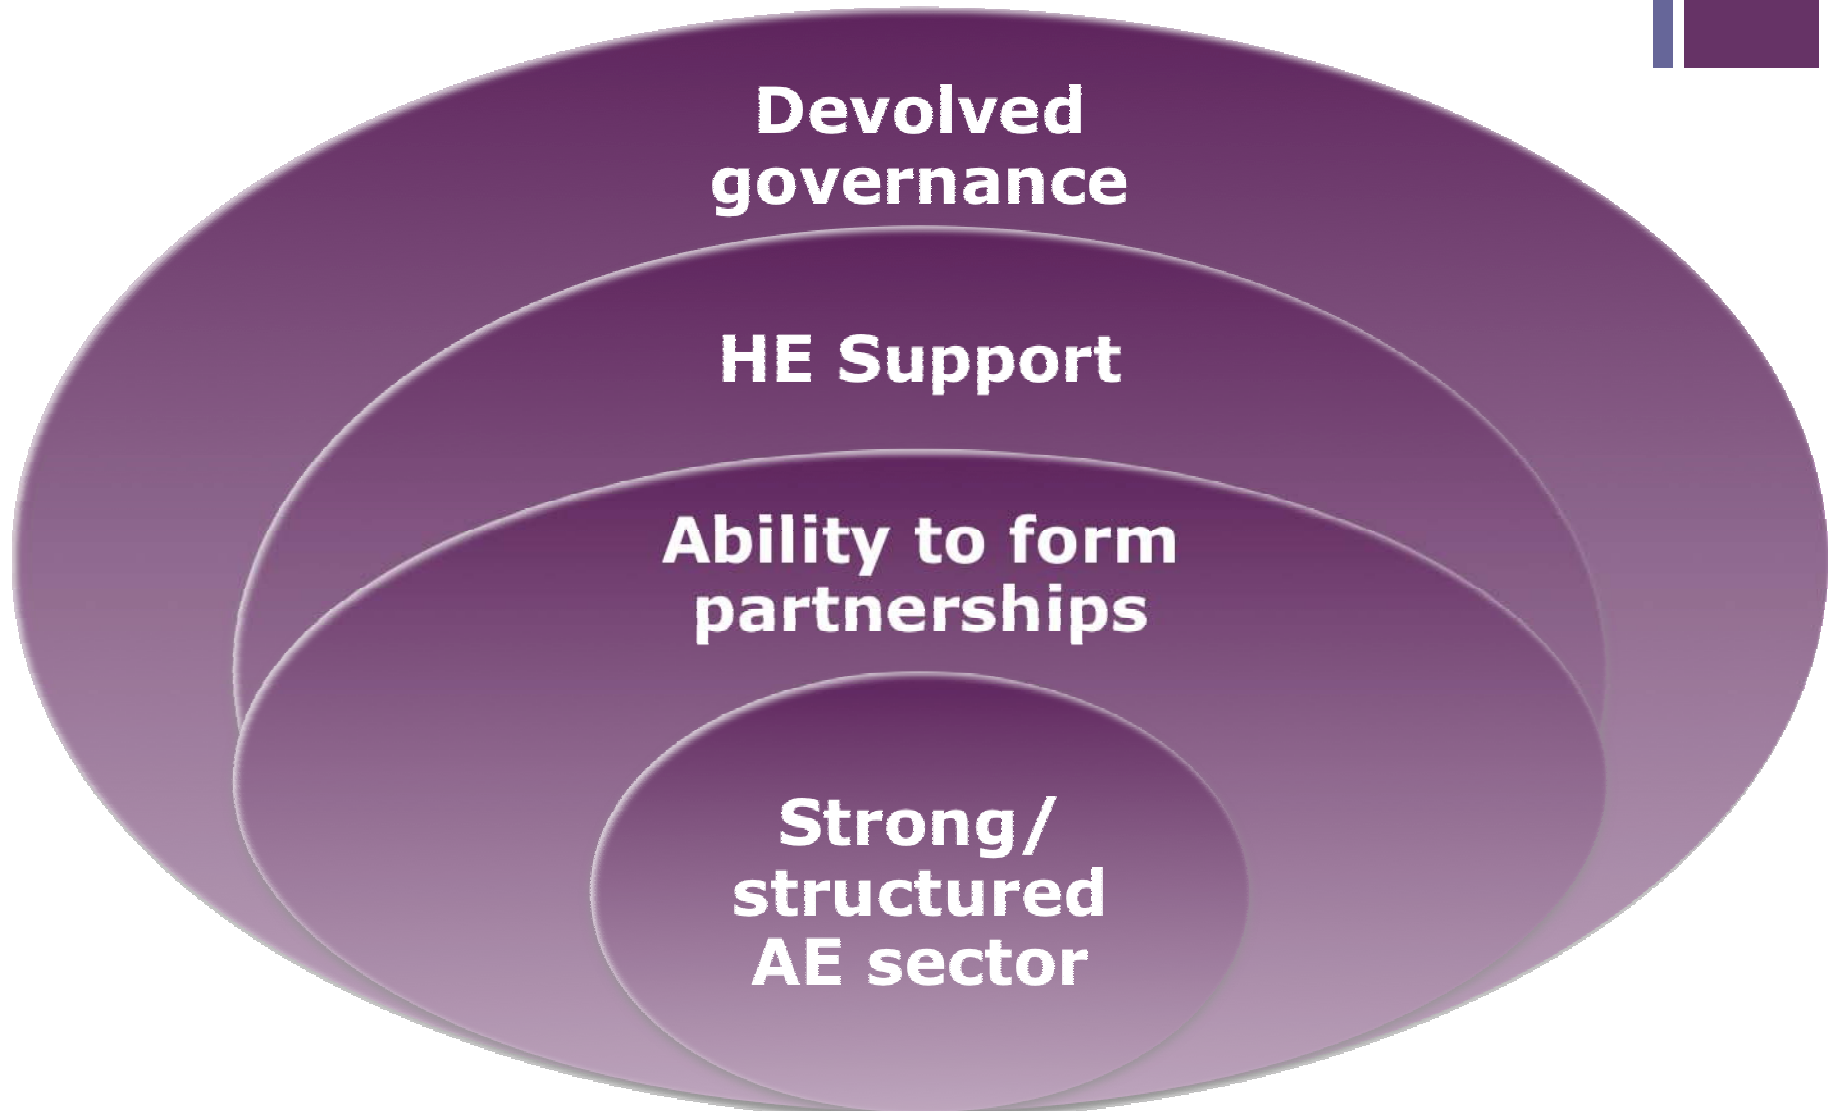 Devolved
governance
HE Support
Ability to form
partnerships
Strong/
structured
AE sector